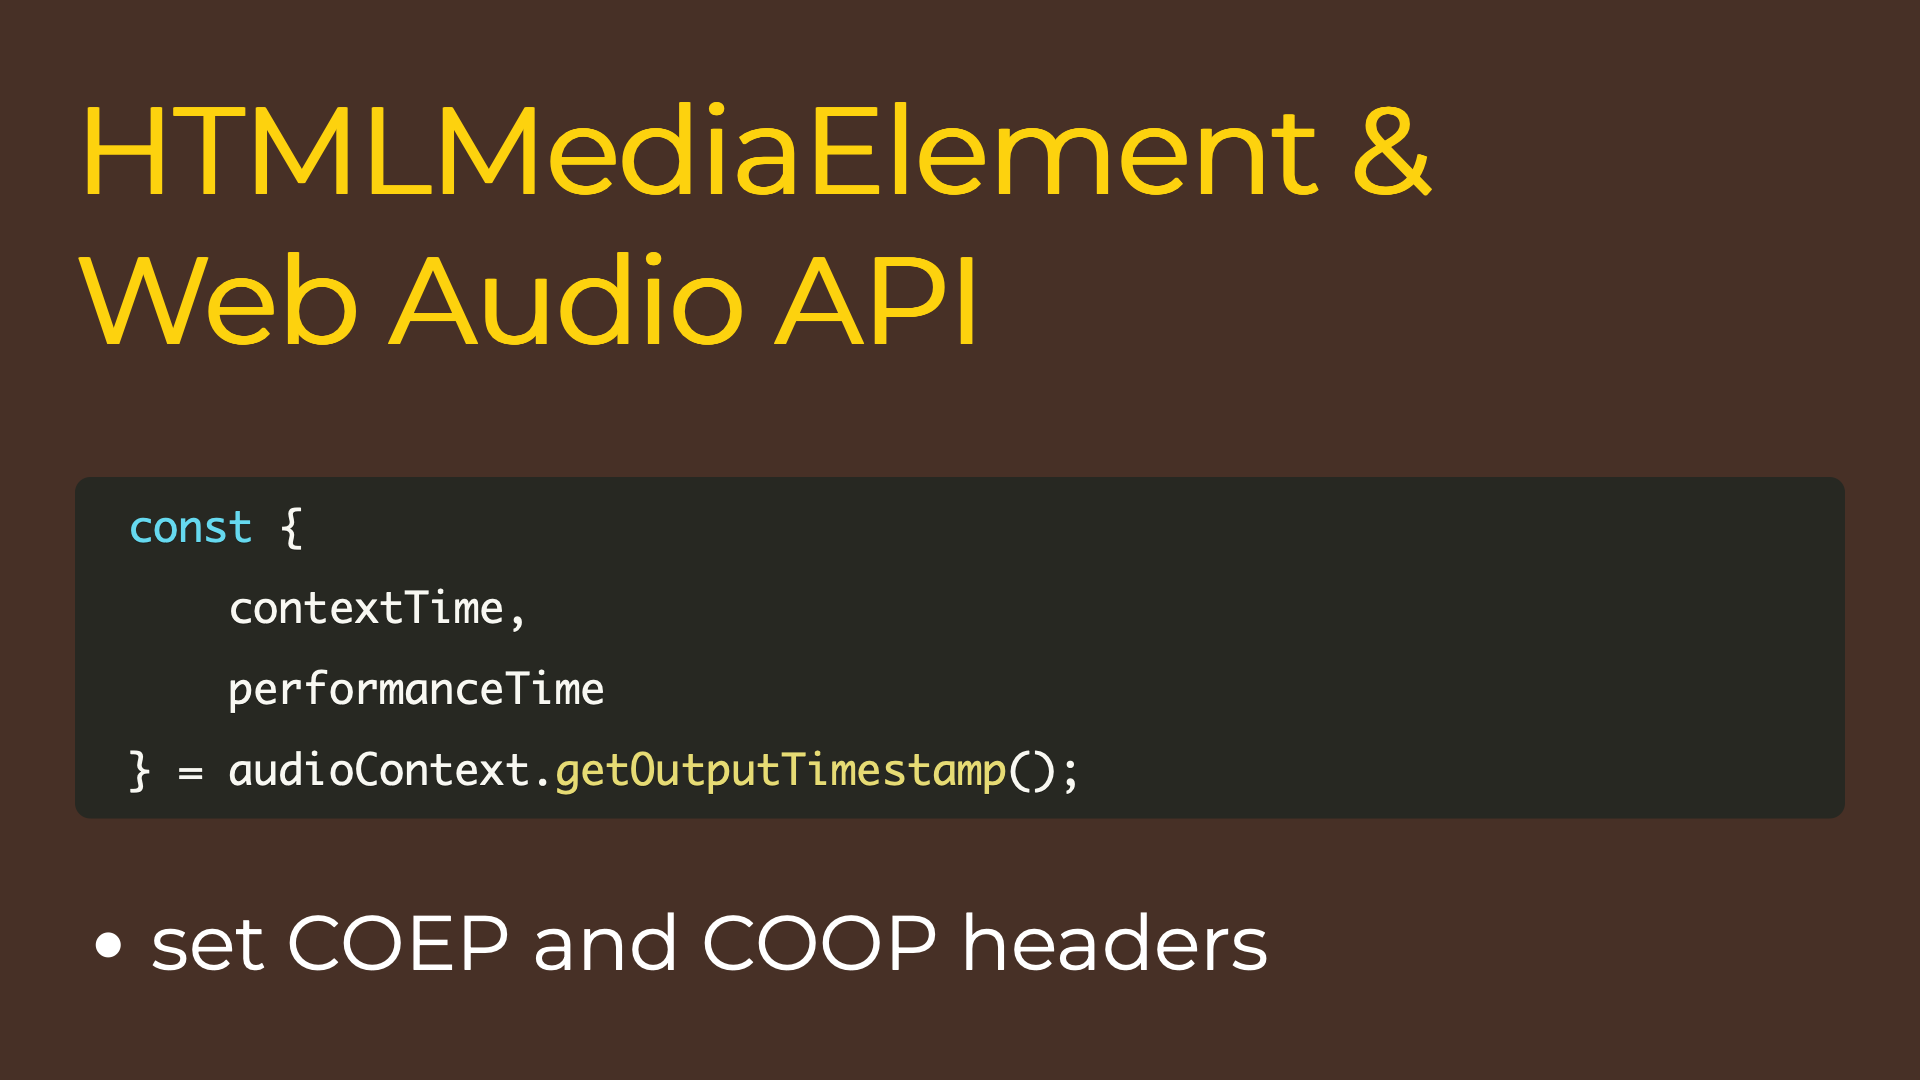 HTMLMediaElement &
Web Audio API
const {
    contextTime,
    performanceTime
} = audioContext.getOutputTimestamp();
• set COEP and COOP headers